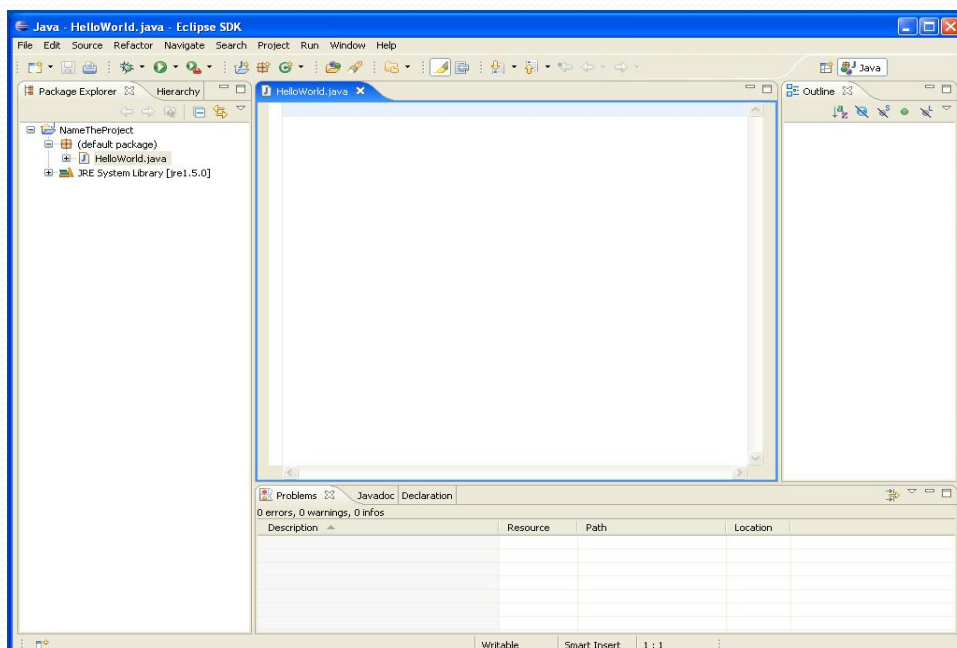 Java - HelloWorld.java - Eclipse SDK
File Edit Source Refactor Navigate Search Project Run Window Help
Java
Package Explorer Hierarchy
HelloWorld.java
Outline
NameTheProject
(default package)
HelloWorld.java
JRE System Library [jre1.5.0]
Problems Javadoc Declaration
0 errors, 0 warnings, 0 infos
Description Resource Path Location
Writable Smart Insert 1 : 1